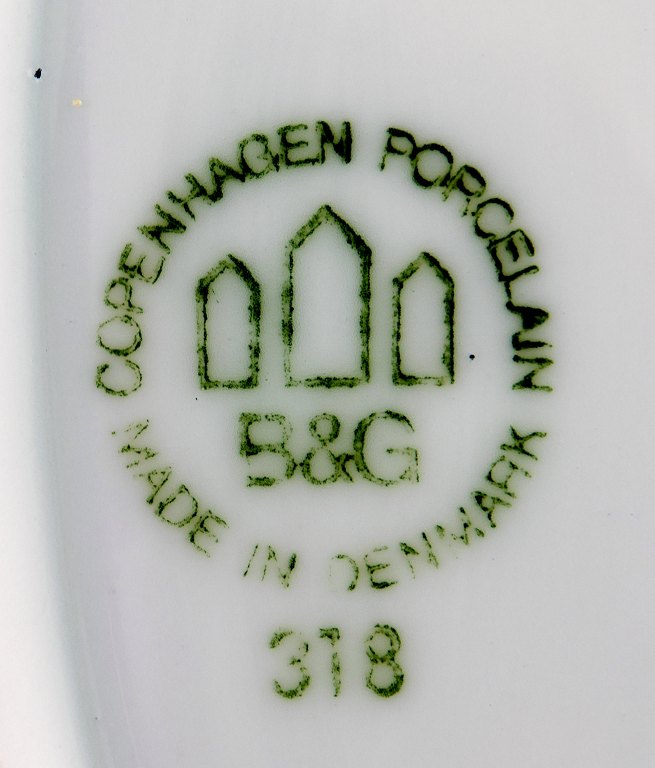 COPENHAGEN PORCELAIN
B&G
MADE IN DENMARK
318